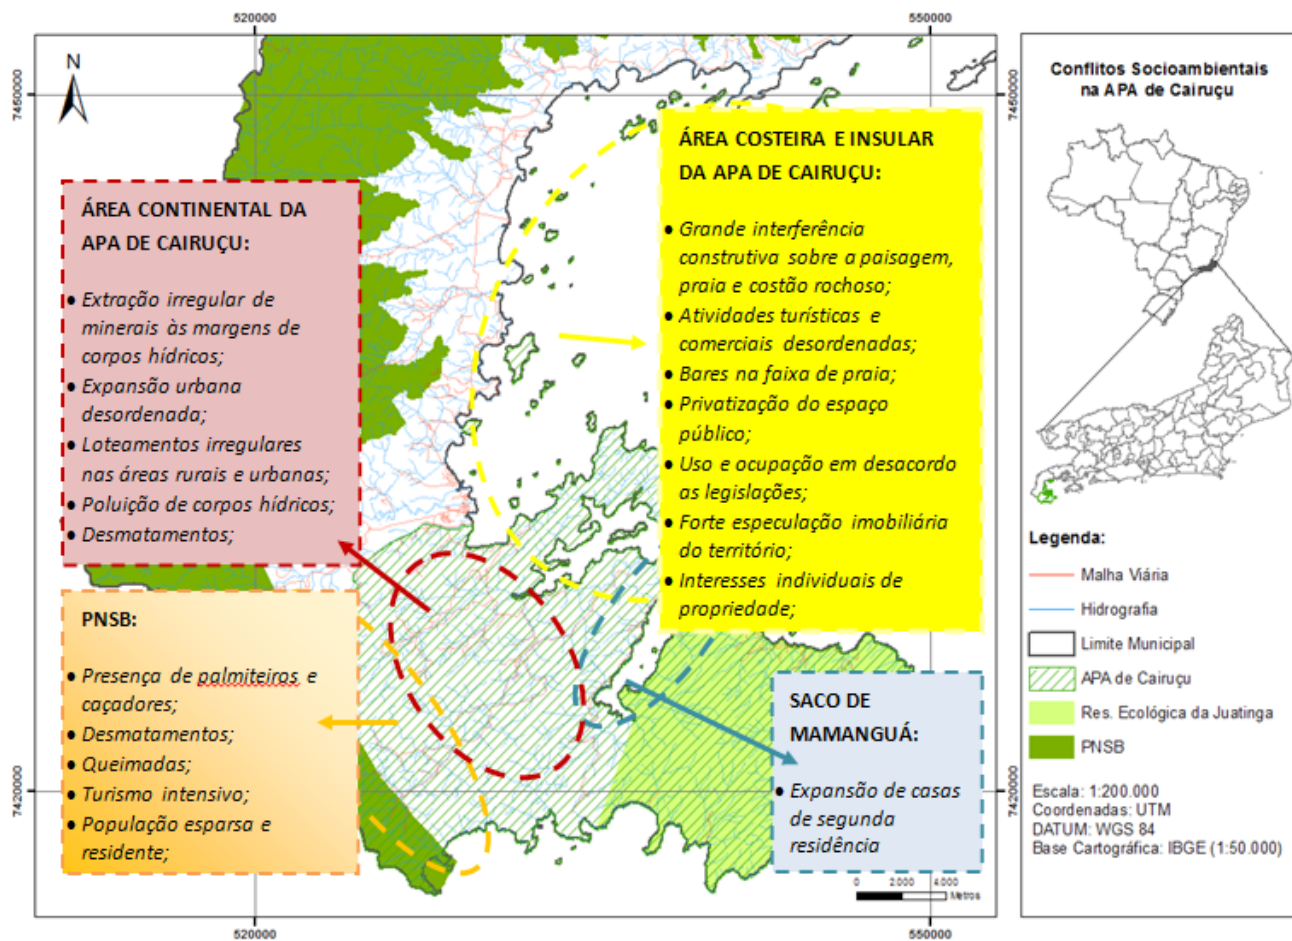 520000
550000
N
7460000
7460000
ÁREA CONTINENTAL DA
APA DE CAIRUÇU:
• Extração irregular de
minerais às margens de
corpos hídricos;
• Expansão urbana
desordenada;
• Loteamentos irregulares
nas áreas rurais e urbanas;
• Poluição de corpos hídricos;
• Desmatamentos;
PNSB:
• Presença de palmiteiros e
caçadores;
• Desmatamentos;
• Queimadas;
• Turismo intensivo;
• População esparsa e
residente;
ÁREA COSTEIRA E INSULAR
DA APA DE CAIRUÇU:
• Grande interferência
construtiva sobre a paisagem,
praia e costão rochoso;
• Atividades turísticas e
comerciais desordenadas;
• Bares na faixa de praia;
• Privatização do espaço
público;
• Uso e ocupação em desacordo
as legislações;
• Forte especulação imobiliária
do território;
• Interesses individuais de
propriedade;
SACO DE
MAMANGUÁ:
• Expansão de casas
de segunda
residência
7420000
7420000
0 2.000 4.000
Metros
520000
550000
Conflitos Socioambientais
na APA de Cairuçu
Legenda:
Malha Viária
Hidrografia
Limite Municipal
APA de Cairuçu
Res. Ecológica da Juatinga
PNSB
Escala: 1:200.000
Coordenadas: UTM
DATUM: WGS 84
Base Cartográfica: IBGE (1:50.000)